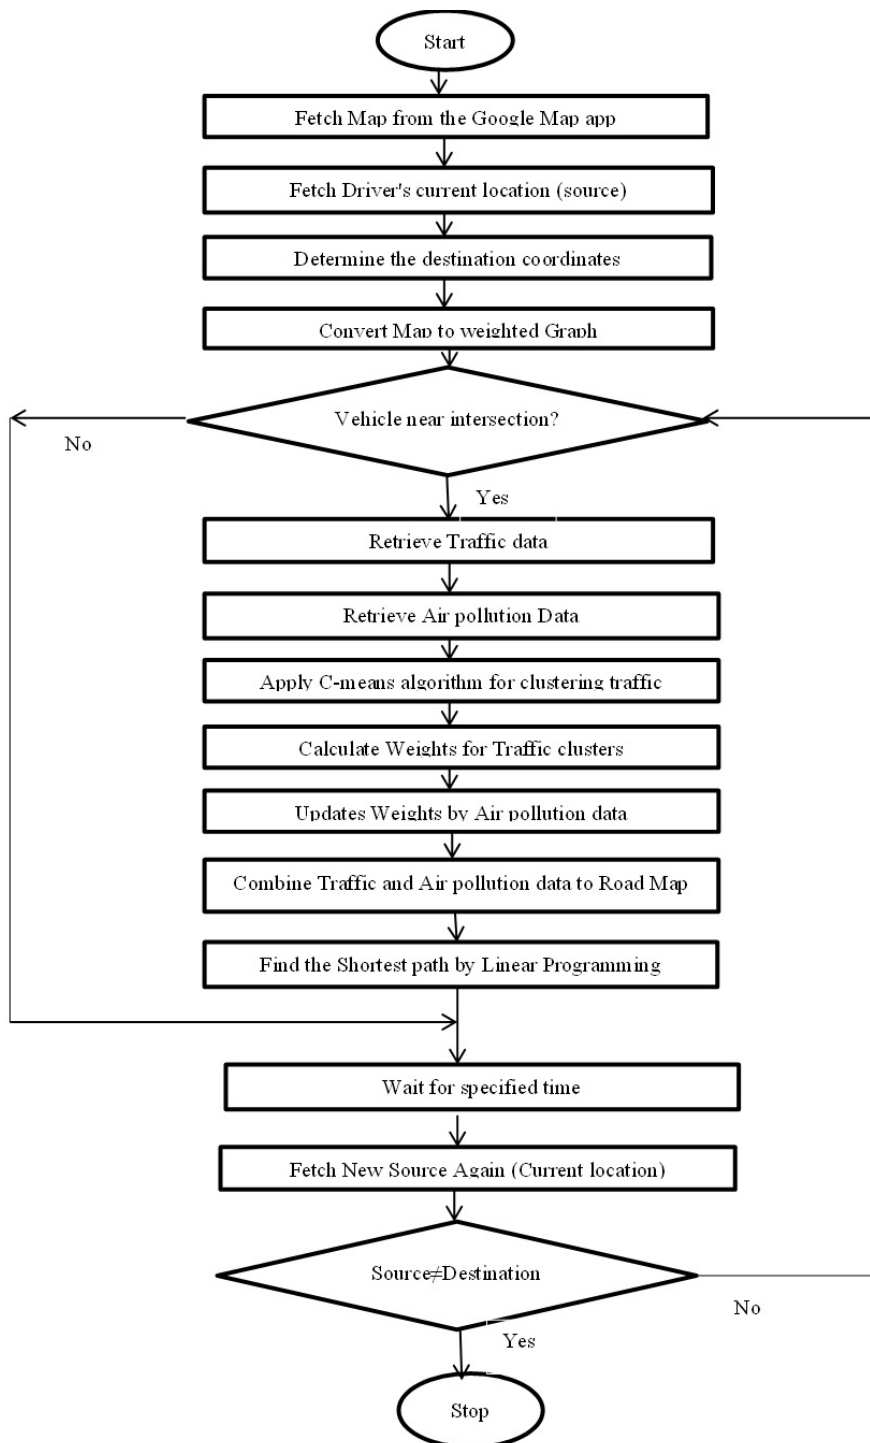 Start
Fetch Map from the Google Map app
Fetch Driver's current location (source)
Determine the destination coordinates
Convert Map to weighted Graph
Vehicle near intersection?
No
Yes
Retrieve Traffic data
Retrieve Air pollution Data
Apply C-means algorithm for clustering traffic
Calculate Weights for Traffic clusters
Updates Weights by Air pollution data
Combine Traffic and Air pollution data to Road Map
Find the Shortest path by Linear Programming
Wait for specified time
Fetch New Source Again (Current location)
Source≠Destination
No
Yes
Stop